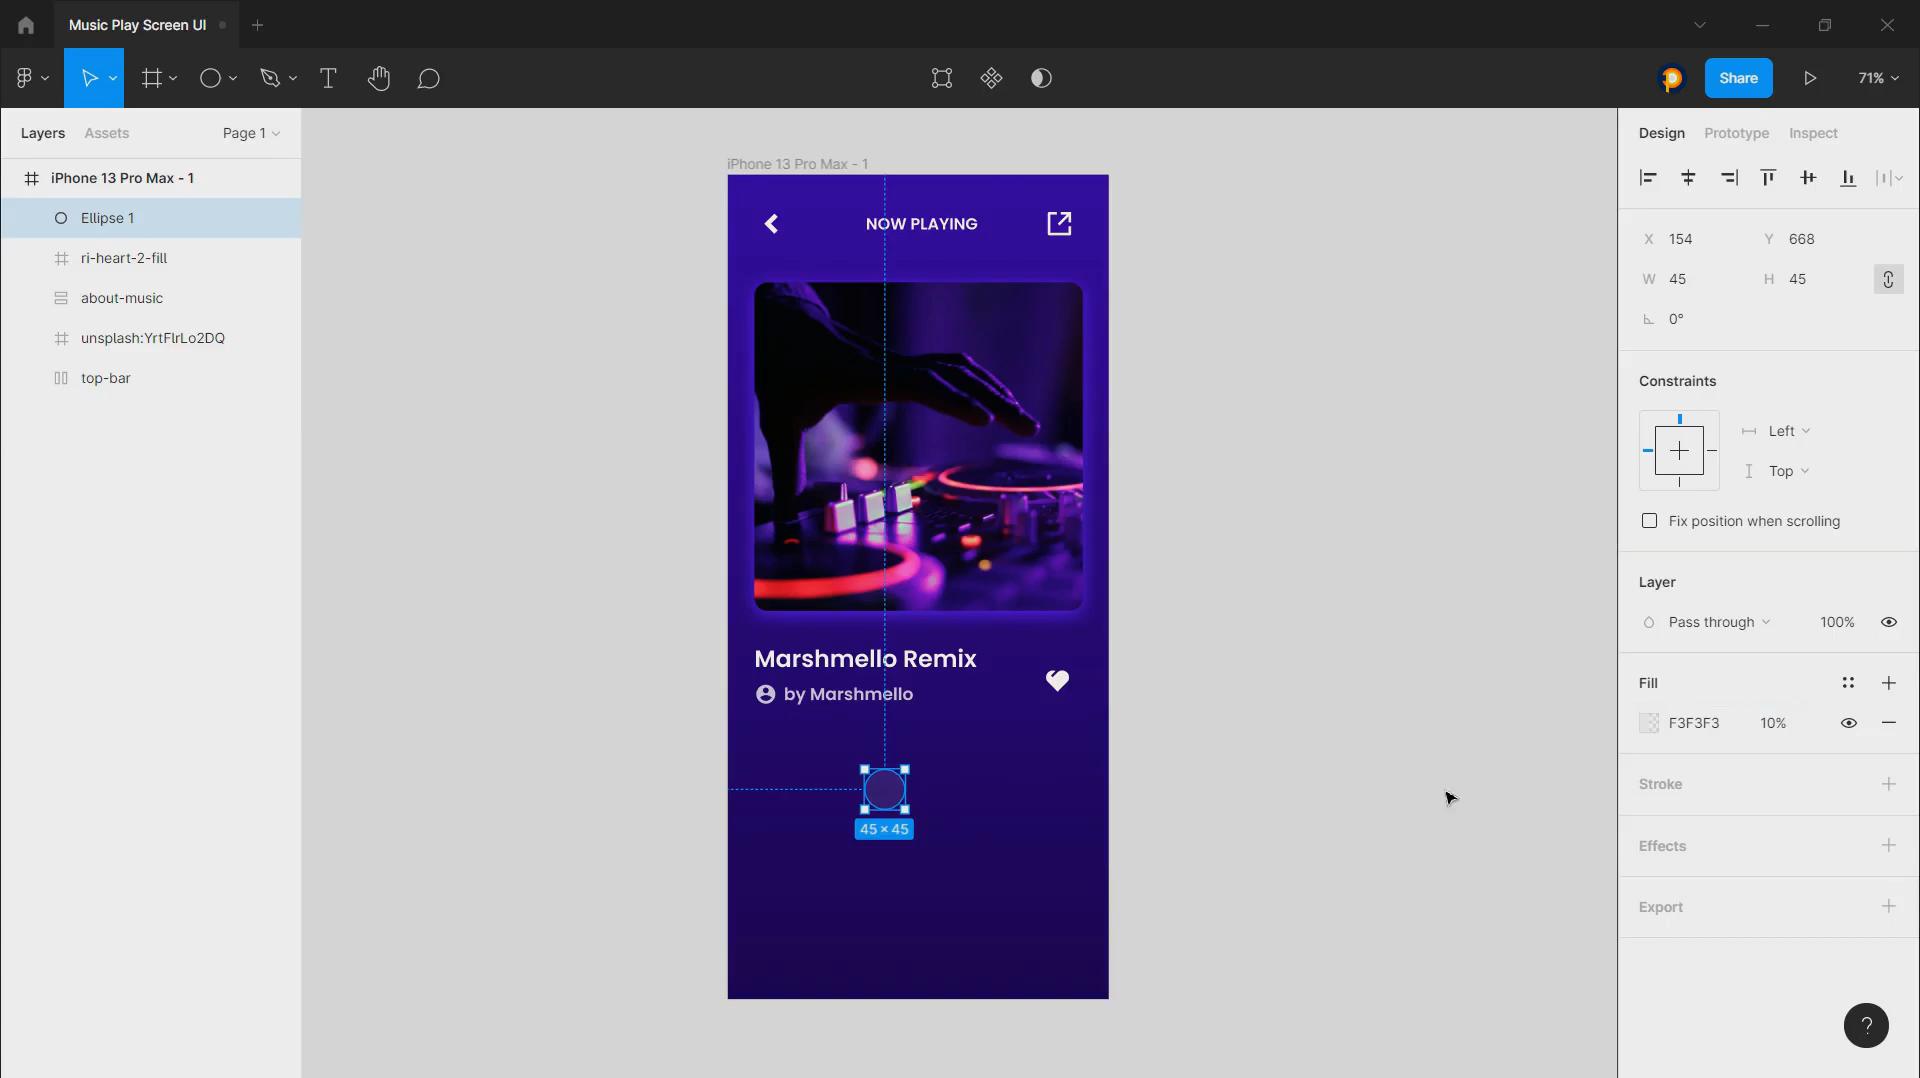 Music Play Screen UI
Share
71%
Layers
Assets
Page 1
iPhone 13 Pro Max - 1
Ellipse 1
ri-heart-2-fill
about-music
unsplash:YrtFlrLo2DQ
top-bar
iPhone 13 Pro Max - 1
NOW PLAYING
Marshmello Remix
by Marshmello
45 × 45
Design
Prototype
Inspect
X 154
Y 668
W 45
H 45
0°
Constraints
Left
Top
Fix position when scrolling
Layer
Pass through
100%
Fill
F3F3F3
10%
Stroke
Effects
Export
?